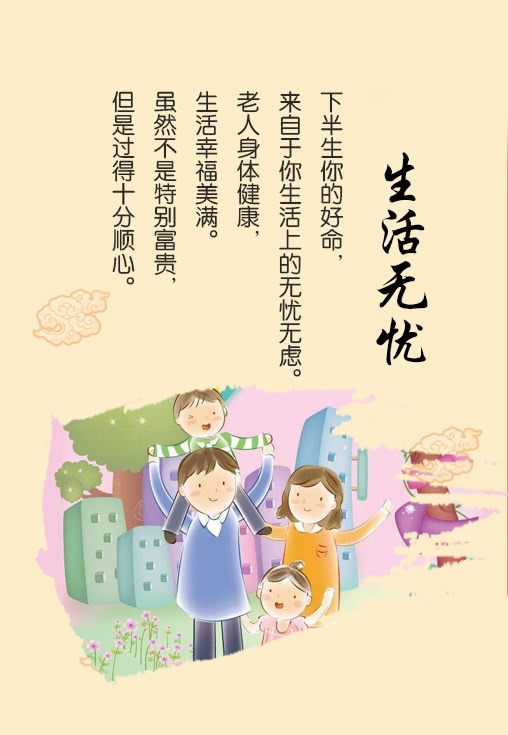 生活无忧
下半生你的好命，
来自于你生活上的无忧无虑。
老人身体健康，
生活幸福美满。
虽然不是特别富贵，
但是过得十分顺心。